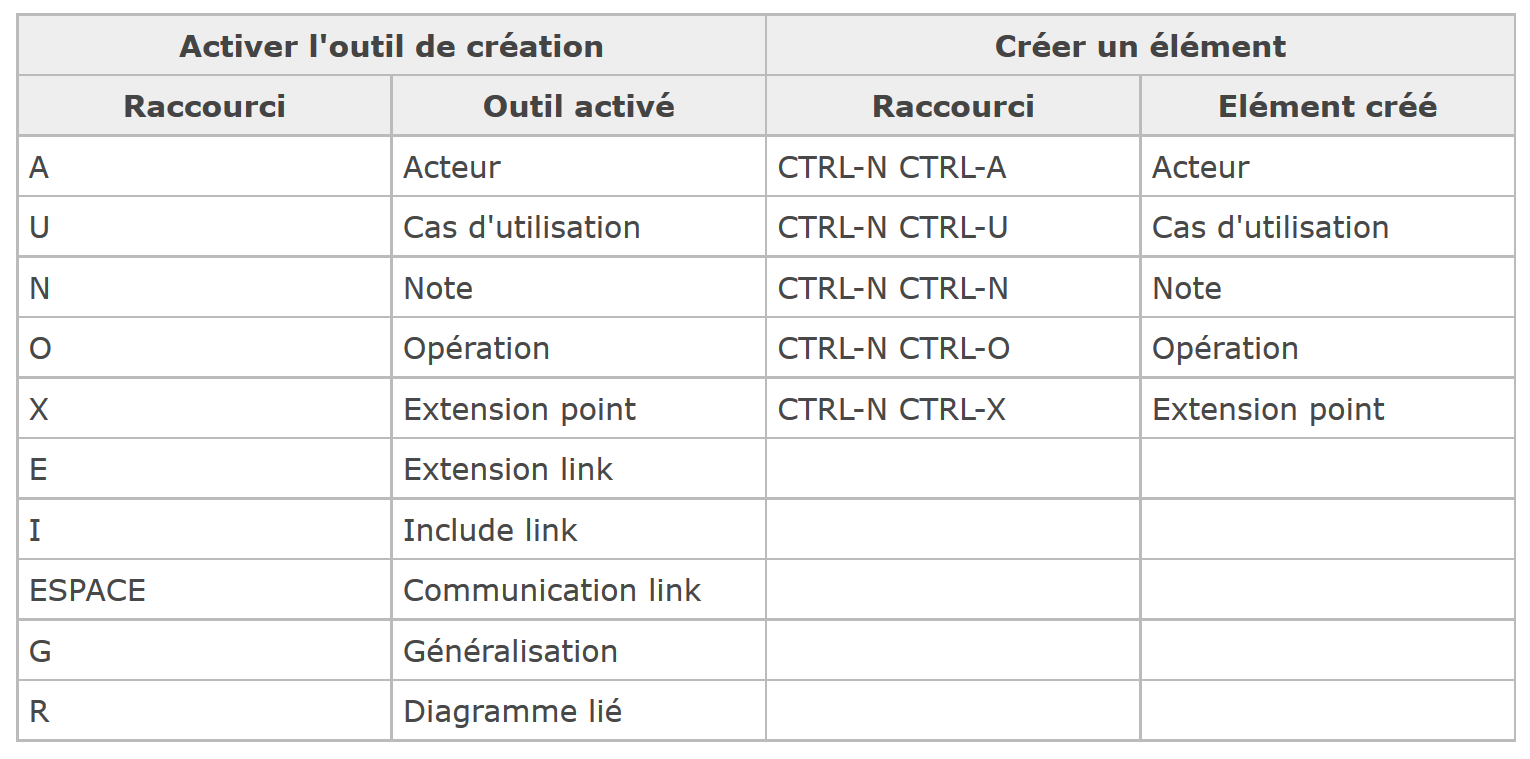 Activer l'outil de création Créer un élément
Raccourci Outil activé Raccourci Elément créé
A Acteur CTRL-N CTRL-A Acteur
U Cas d'utilisation CTRL-N CTRL-U Cas d'utilisation
N Note CTRL-N CTRL-N Note
O Opération CTRL-N CTRL-O Opération
X Extension point CTRL-N CTRL-X Extension point
E Extension link
I Include link
ESPACE Communication link
G Généralisation
R Diagramme lié